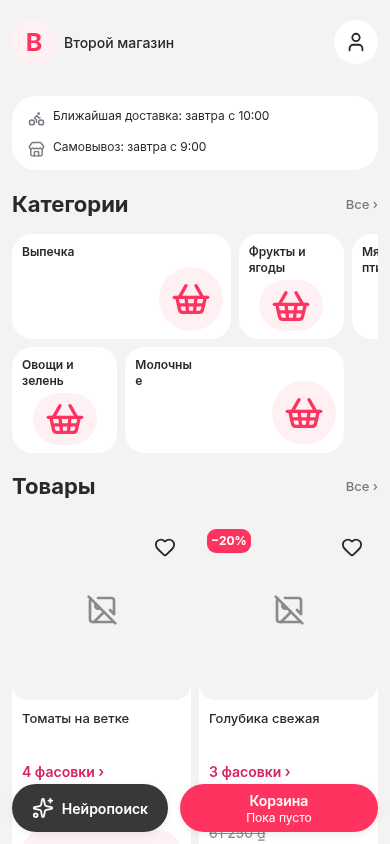 В
Второй магазин
Ближайшая доставка: завтра с 10:00
Самовывоз: завтра с 9:00
Категории
Все ›
Выпечка
Фрукты и
ягоды
Овощи и
зелень
Молочны
е
Товары
Все ›
−20%
Томаты на ветке
Голубика свежая
4 фасовки ›
3 фасовки ›
Нейропоиск
Корзина
Пока пусто